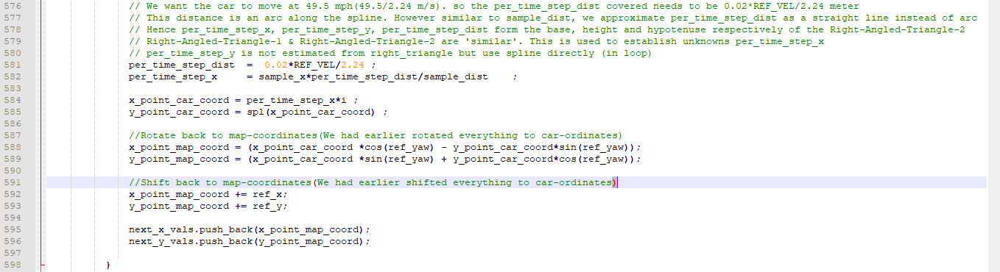 576 // We want the car to move at 49.5 mph(49.5/2.24 m/s). so the per_time_step_dist covered needs to be 0.02*REF_VEL/2.24 meter
577 // This distance is an arc along the spline. However similar to sample_dist, we approximate per_time_step_dist as a straight line instead of arc
578 // Hence per_time_step_x, per_time_step_y, per_time_step_dist form the base, height and hypotenuse respectively of the Right-Angled-Triangle-2
579 // Right-Angled-Triangle-1 & Right-Angled-Triangle-2 are 'similar'. This is used to establish unknowns per_time_step_x
580 // per_time_step_y is not estimated from right_triangle but use spline directly (in loop)
581 per_time_step_dist = 0.02*REF_VEL/2.24 ;
582 per_time_step_x = sample_x*per_time_step_dist/sample_dist ;
583
584 x_point_car_coord = per_time_step_x*i ;
585 y_point_car_coord = spl(x_point_car_coord) ;
586
587 //Rotate back to map-coordinates(We had earlier rotated everything to car-ordinates)
588 x_point_map_coord = (x_point_car_coord *cos(ref_yaw) - y_point_car_coord*sin(ref_yaw));
589 y_point_map_coord = (x_point_car_coord *sin(ref_yaw) + y_point_car_coord*cos(ref_yaw));
590
591 //Shift back to map-coordinates(We had earlier shifted everything to car-ordinates)
592 x_point_map_coord += ref_x;
593 y_point_map_coord += ref_y;
594
595 next_x_vals.push_back(x_point_map_coord);
596 next_y_vals.push_back(y_point_map_coord);
597
598 }